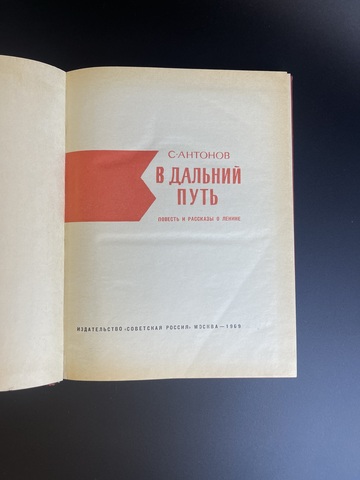 С. АНТОНОВ
В ДАЛЬНИЙ
ПУТЬ
ПОВЕСТЬ И РАССКАЗЫ О ЛЕНИНЕ
ИЗДАТЕЛЬСТВО «СОВЕТСКАЯ РОССИЯ» МОСКВА — 1969